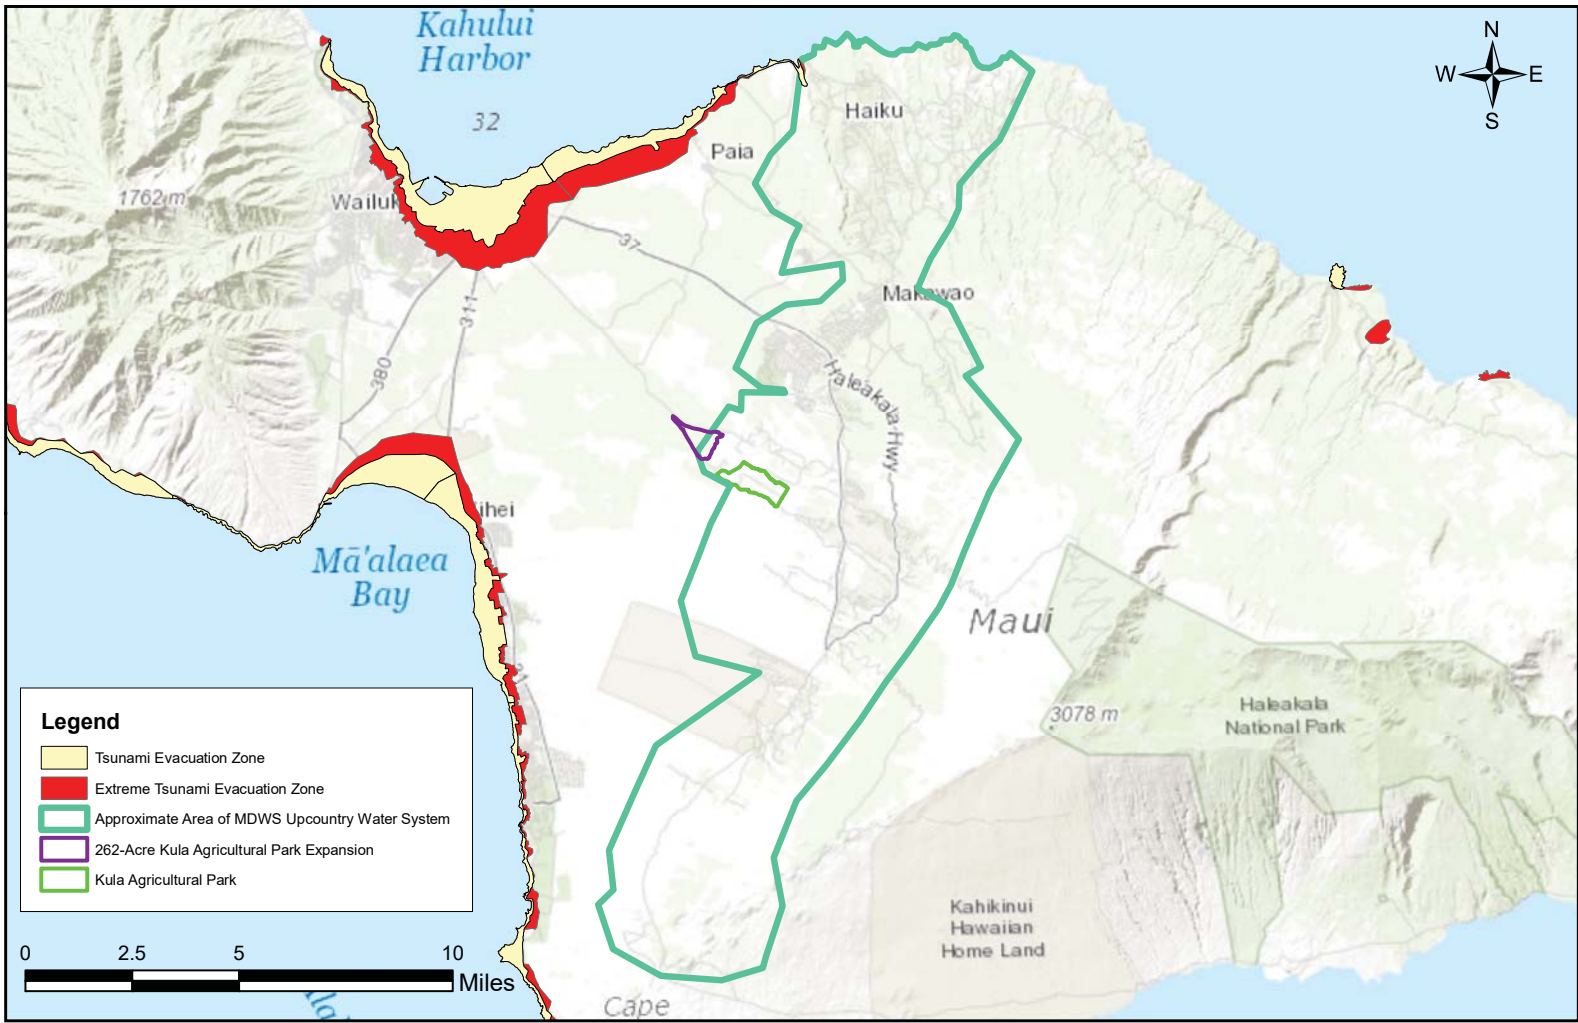 Kahului
Harbor
32
N
W E
S
Haiku
Paia
1762 m
Wailuk
37
311
Makawao
380
Haleakala Hwy
ihei
Mā'alaea
Bay
Maui
3078 m
Haleakala
National Park
Legend
Tsunami Evacuation Zone
Extreme Tsunami Evacuation Zone
Approximate Area of MDWS Upcountry Water System
262-Acre Kula Agricultural Park Expansion
Kula Agricultural Park
Kahikinui
Hawaiian
Home Land
0 2.5 5 10
Miles
Cape